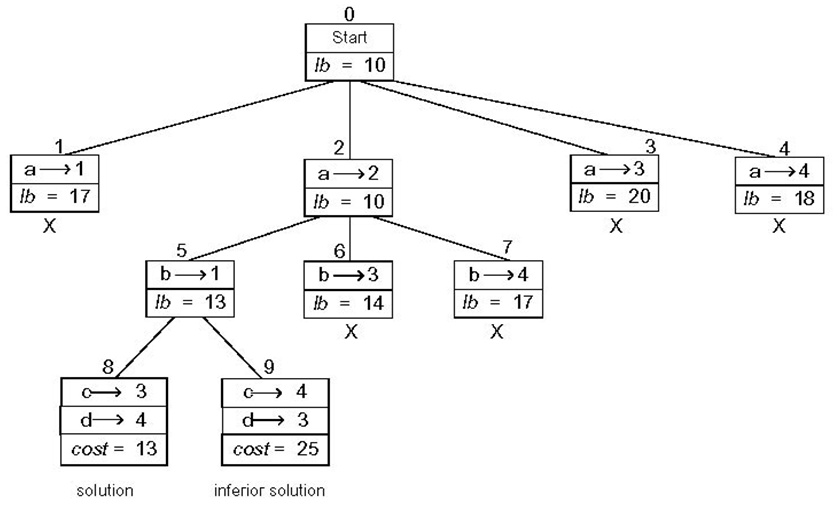 0
Start
lb = 10
1
a⟶1
lb = 17
X
2
a⟶2
lb = 10
3
a⟶3
lb = 20
X
4
a⟶4
lb = 18
X
5
b⟶1
lb = 13
6
b⟶3
lb = 14
X
7
b⟶4
lb = 17
X
8
c⟶ 3
d⟶ 4
cost = 13
solution
9
c⟶ 4
d⟶ 3
cost = 25
inferior solution